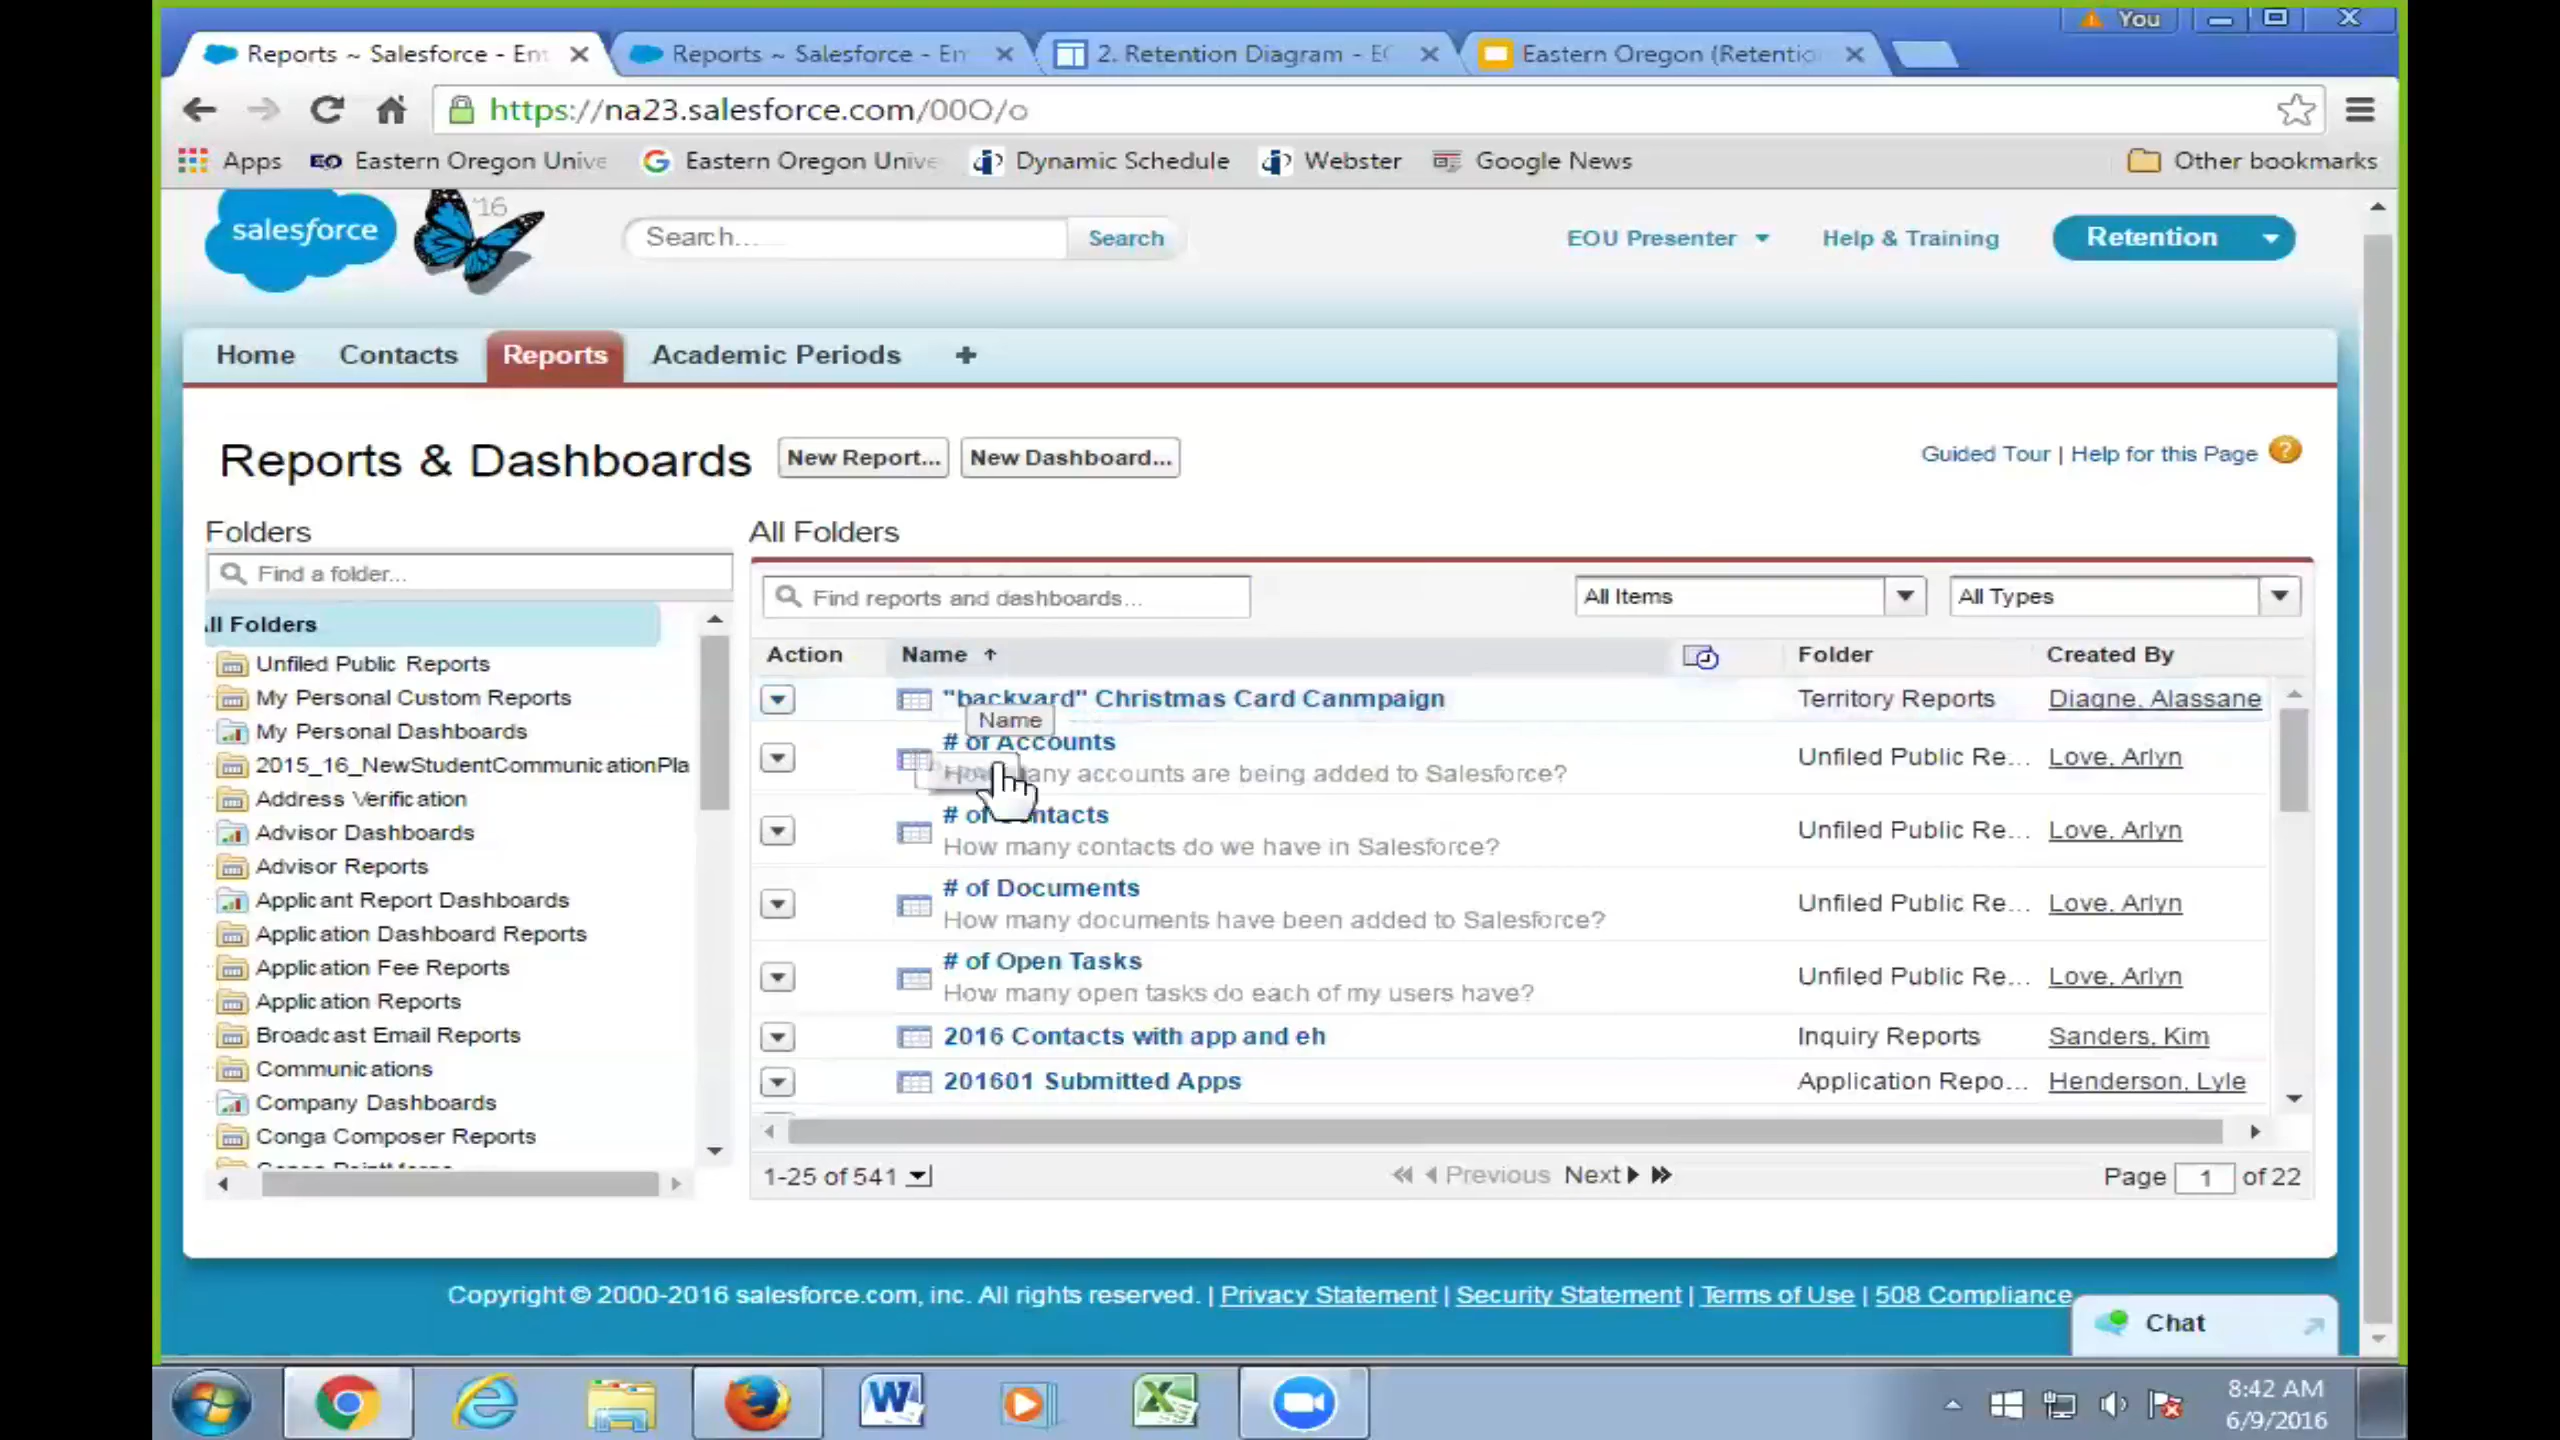 You
Reports ~ Salesforce - Ent
Reports ~ Salesforce - En
2. Retention Diagram - EO
Eastern Oregon (Retentio
https://na23.salesforce.com/00O/o
Apps
EO Eastern Oregon Unive
Eastern Oregon Unive
Dynamic Schedule
Webster
Google News
Other bookmarks
salesforce
'16
Search...
Search
EOU Presenter
Help & Training
Retention
Home
Contacts
Reports
Academic Periods
+
Reports & Dashboards
New Report...
New Dashboard...
Guided Tour | Help for this Page
Folders
Find a folder...
ll Folders
Unfiled Public Reports
My Personal Custom Reports
My Personal Dashboards
2015_16_NewStudentCommunicationPla
Address Verification
Advisor Dashboards
Advisor Reports
Applicant Report Dashboards
Application Dashboard Reports
Application Fee Reports
Application Reports
Broadcast Email Reports
Communications
Company Dashboards
Conga Composer Reports
All Folders
Find reports and dashboards...
All Items
All Types
Action Name Folder Created By
"backyard" Christmas Card Canmpaign Territory Reports Diagne, Alassane
Name
# of Accounts
How many accounts are being added to Salesforce? Unfiled Public Re... Love, Arlyn
# of Contacts
How many contacts do we have in Salesforce? Unfiled Public Re... Love, Arlyn
# of Documents
How many documents have been added to Salesforce? Unfiled Public Re... Love, Arlyn
# of Open Tasks
How many open tasks do each of my users have? Unfiled Public Re... Love, Arlyn
2016 Contacts with app and eh Inquiry Reports Sanders, Kim
201601 Submitted Apps Application Repo... Henderson, Lyle
1-25 of 541
Previous Next
Page 1 of 22
Copyright © 2000-2016 salesforce.com, inc. All rights reserved. | Privacy Statement | Security Statement | Terms of Use | 508 Compliance
Chat
8:42 AM
6/9/2016